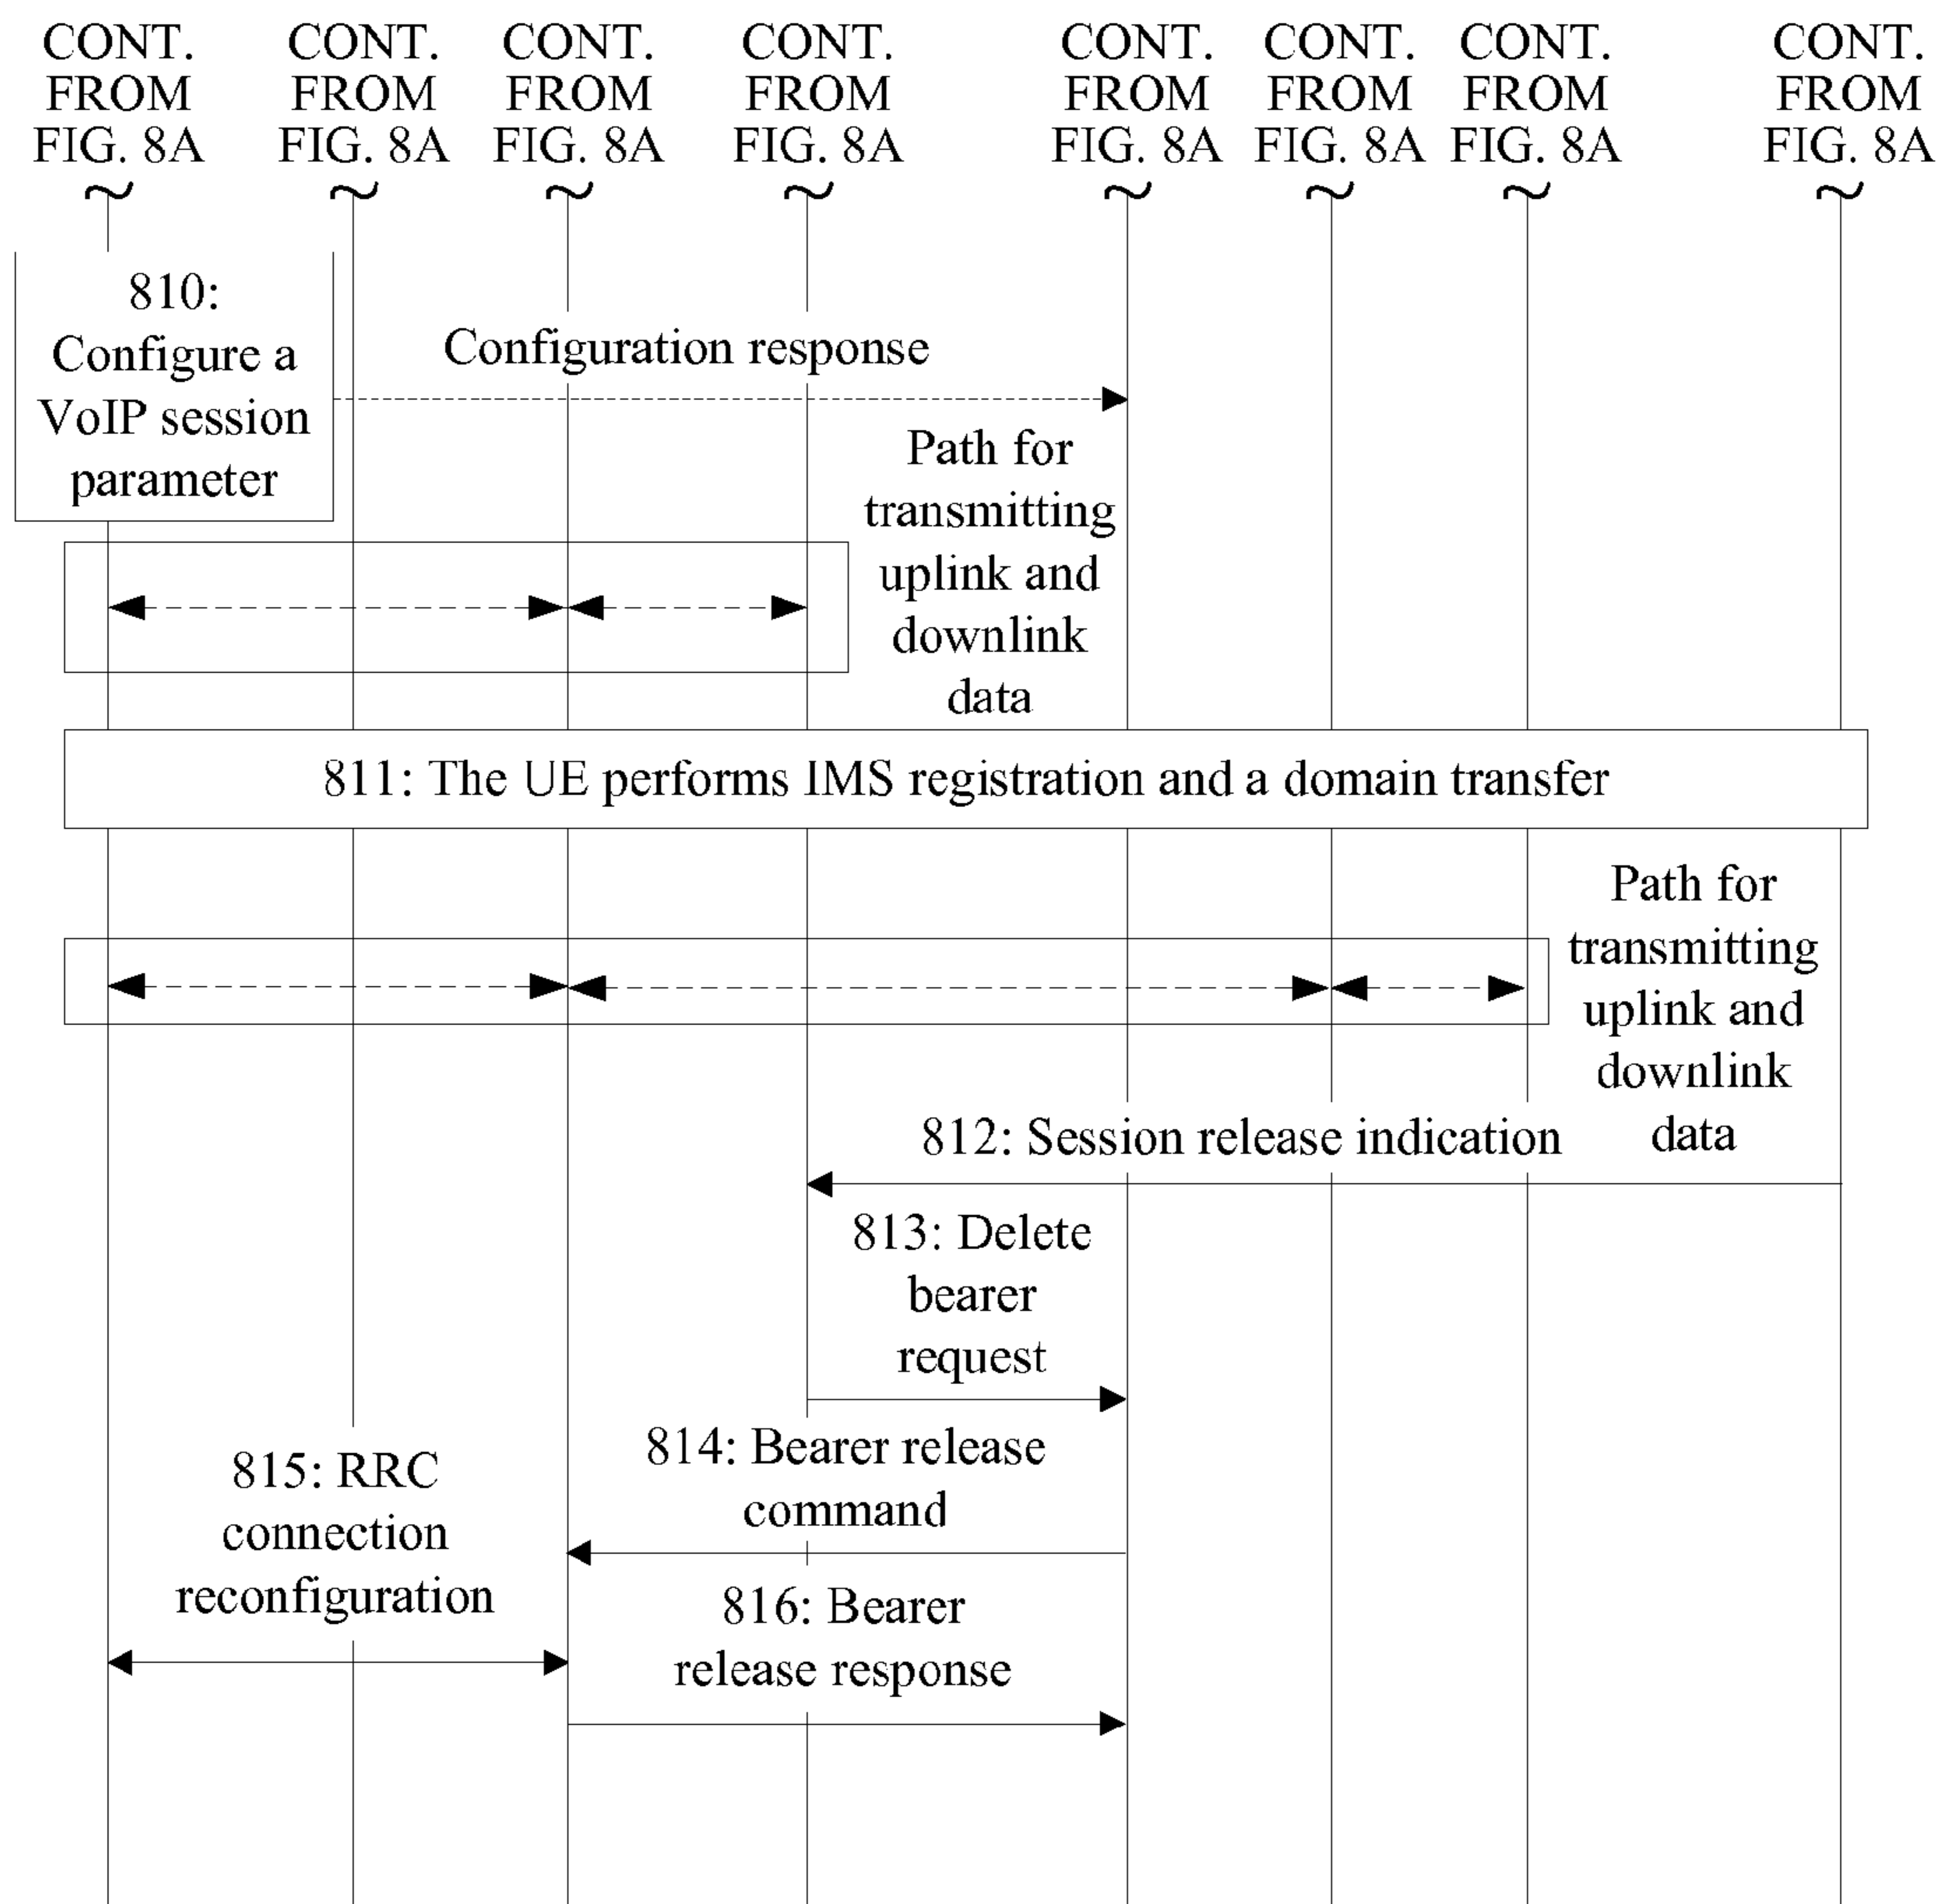 CONT.
FROM
FIG. 8A
CONT.
FROM
FIG. 8A
CONT.
FROM
FIG. 8A
CONT.
FROM
FIG. 8A
CONT.
FROM
FIG. 8A
CONT.
FROM
FIG. 8A
CONT.
FROM
FIG. 8A
CONT.
FROM
FIG. 8A
810:
Configure a
VoIP session
parameter
Configuration response
Path for
transmitting
uplink and
downlink
data
811: The UE performs IMS registration and a domain transfer
Path for
transmitting
uplink and
downlink
data
812: Session release indication
813: Delete
bearer
request
814: Bearer release
command
815: RRC
connection
reconfiguration
816: Bearer
release response